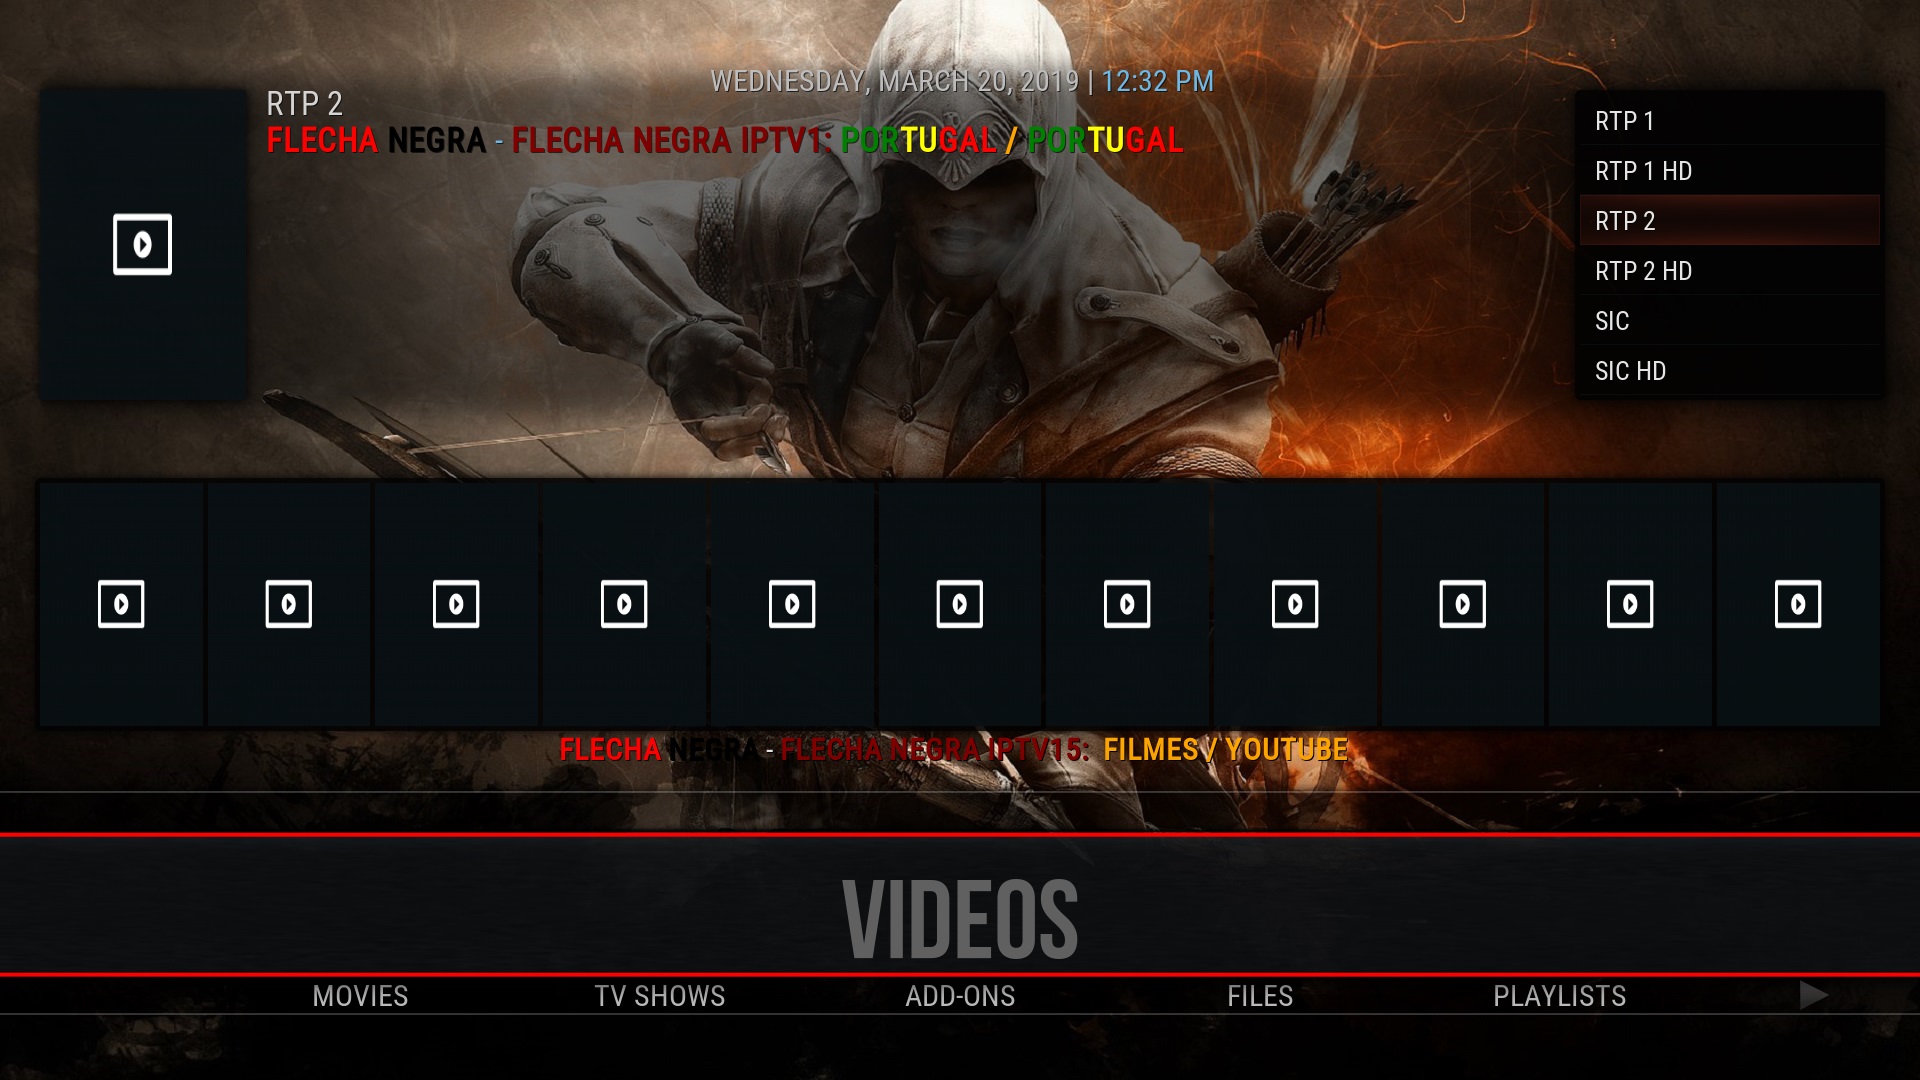 WEDNESDAY, MARCH 20, 2019 | 12:32 PM
RTP 2
FLECHA NEGRA - FLECHA NEGRA IPTV1: PORTUGAL / PORTUGAL
RTP 1
RTP 1 HD
RTP 2
RTP 2 HD
SIC
SIC HD
FLECHA NEGRA - FLECHA NEGRA IPTV15: FILMES / YOUTUBE
VIDEOS
MOVIES
TV SHOWS
ADD-ONS
FILES
PLAYLISTS